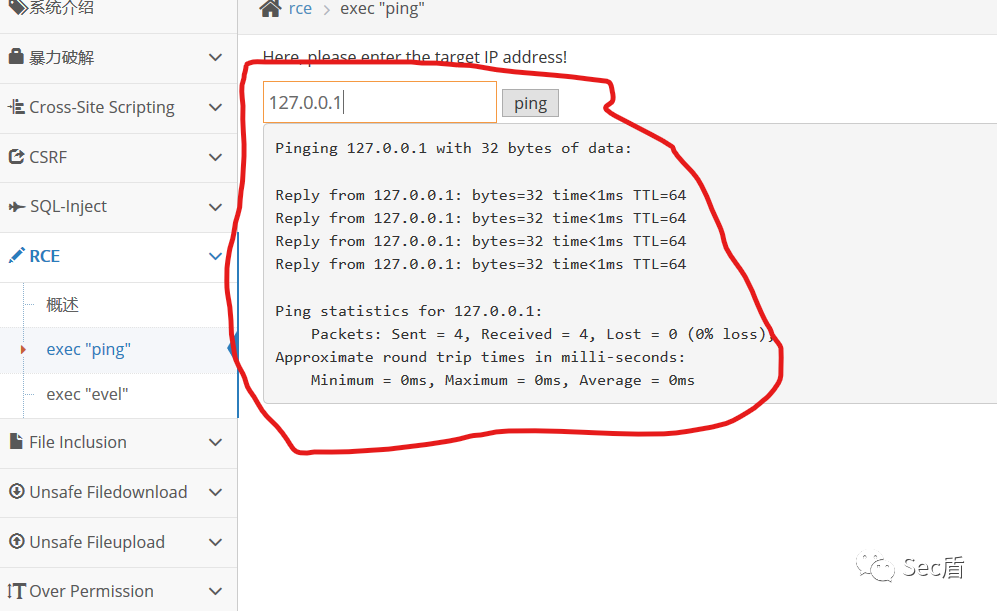 系统介绍
暴力破解
Cross-Site Scripting
CSRF
SQL-Inject
RCE
概述
exec "ping"
exec "evel"
File Inclusion
Unsafe Filedownload
Unsafe Fileupload
Over Permission
rce > exec "ping"
Here, please enter the target IP address!
127.0.0.1 ping
Pinging 127.0.0.1 with 32 bytes of data:
Reply from 127.0.0.1: bytes=32 time<1ms TTL=64
Reply from 127.0.0.1: bytes=32 time<1ms TTL=64
Reply from 127.0.0.1: bytes=32 time<1ms TTL=64
Reply from 127.0.0.1: bytes=32 time<1ms TTL=64
Ping statistics for 127.0.0.1:
Packets: Sent = 4, Received = 4, Lost = 0 (0% loss),
Approximate round trip times in milli-seconds:
Minimum = 0ms, Maximum = 0ms, Average = 0ms
Sec盾